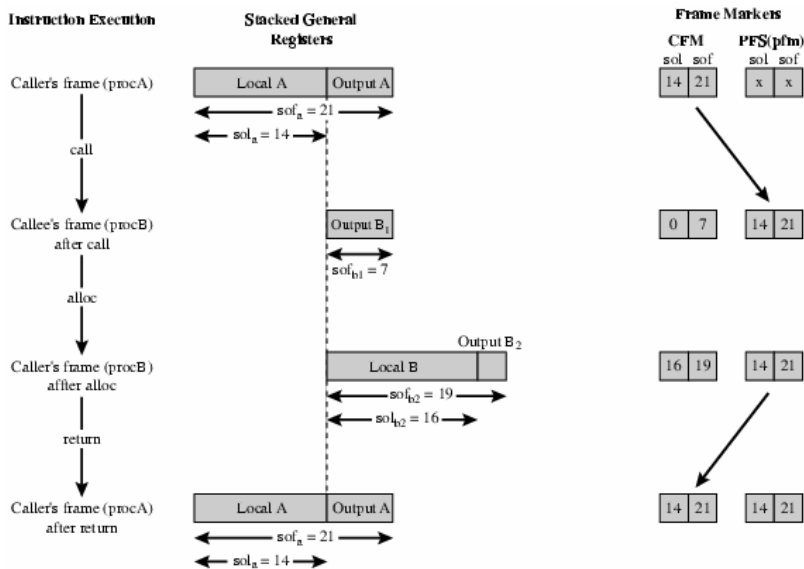 Instruction Execution
Stacked General
Registers
Frame Markers
CFM PFS(pfm)
sol sof sol sof
Caller's frame (procA)
Local A Output A
14 21 x x
sofa = 21
sola = 14
call
Callee's frame (procB)
after call
Output B1
0 7 14 21
sofb1 = 7
alloc
Output B2
Caller's frame (procB)
affter alloc
Local B
16 19 14 21
sofb2 = 19
solb2 = 16
return
Caller's frame (procA)
after return
Local A Output A
14 21 14 21
sofa = 21
sola = 14